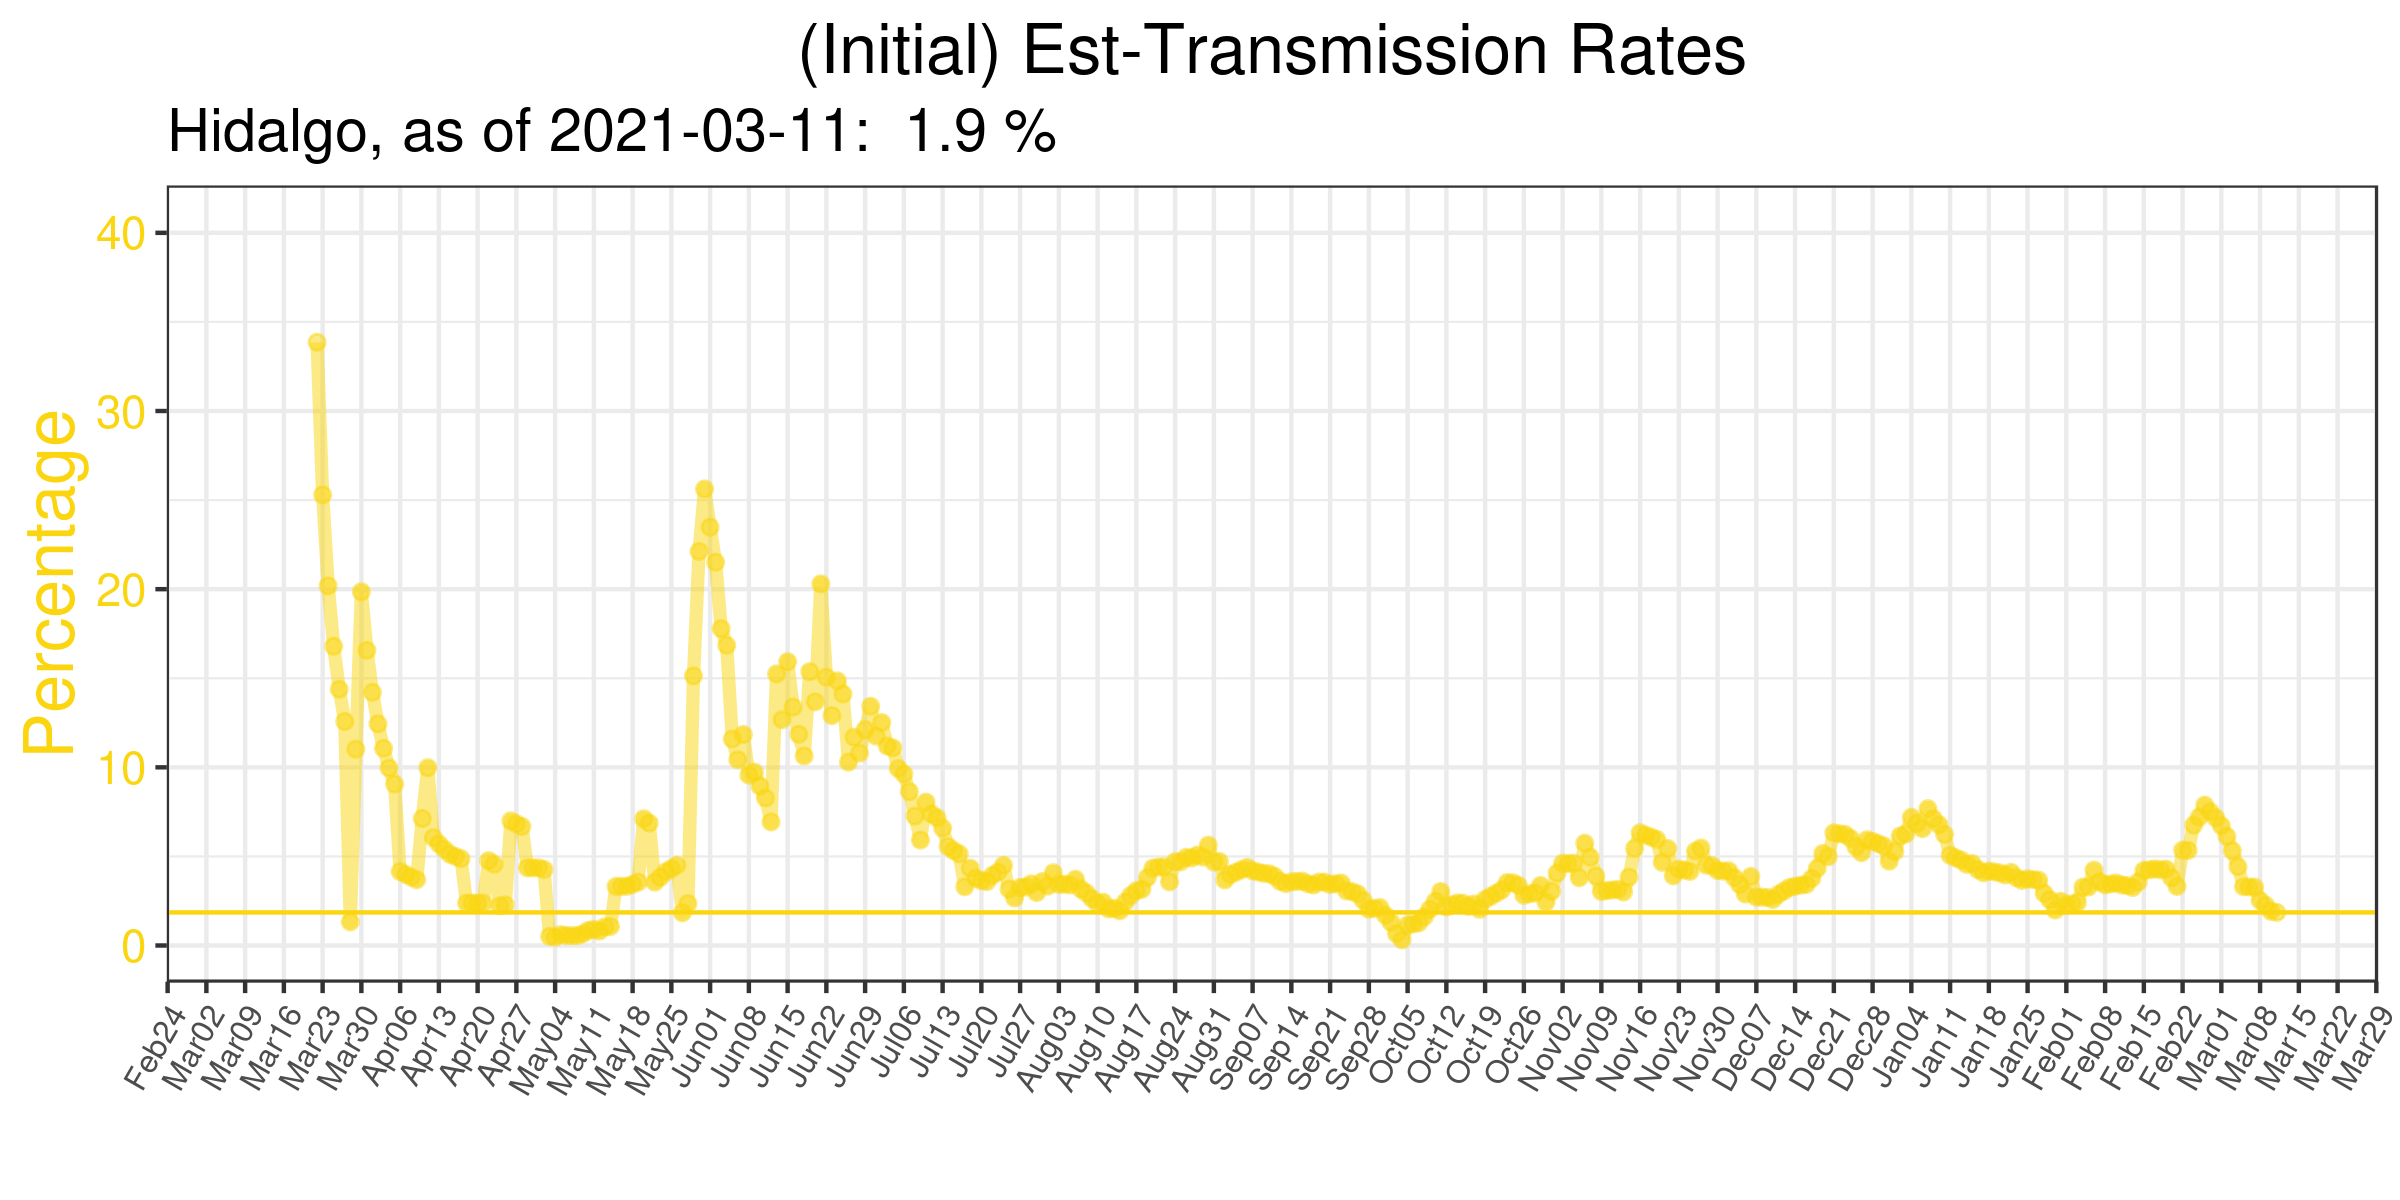 (Initial) Est-Transmission Rates
Hidalgo, as of 2021-03-11:  1.9 %
Percentage
40
30
20
10
0
Feb24
Mar02
Mar09
Mar16
Mar23
Mar30
Apr06
Apr13
Apr20
Apr27
May04
May11
May18
May25
Jun01
Jun08
Jun15
Jun22
Jun29
Jul06
Jul13
Jul20
Jul27
Aug03
Aug10
Aug17
Aug24
Aug31
Sep07
Sep14
Sep21
Sep28
Oct05
Oct12
Oct19
Oct26
Nov02
Nov09
Nov16
Nov23
Nov30
Dec07
Dec14
Dec21
Dec28
Jan04
Jan11
Jan18
Jan25
Feb01
Feb08
Feb15
Feb22
Mar01
Mar08
Mar15
Mar22
Mar29